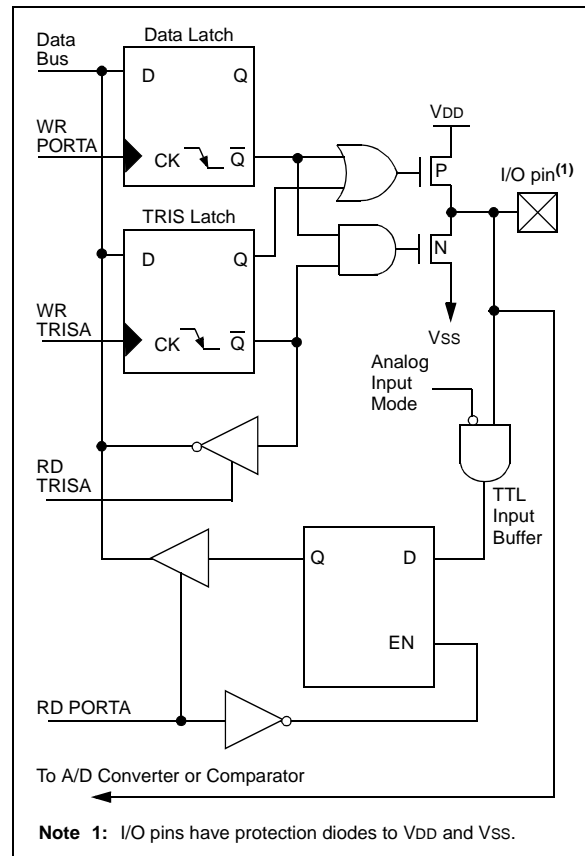 Data
Bus
Data Latch
D
Q
WR
PORTA
CK
Q
VDD
P
I/O pin(1)
TRIS Latch
D
Q
N
WR
TRISA
CK
Q
VSS
Analog
Input
Mode
RD
TRISA
TTL
Input
Buffer
Q
D
EN
RD PORTA
To A/D Converter or Comparator
Note 1: I/O pins have protection diodes to VDD and VSS.